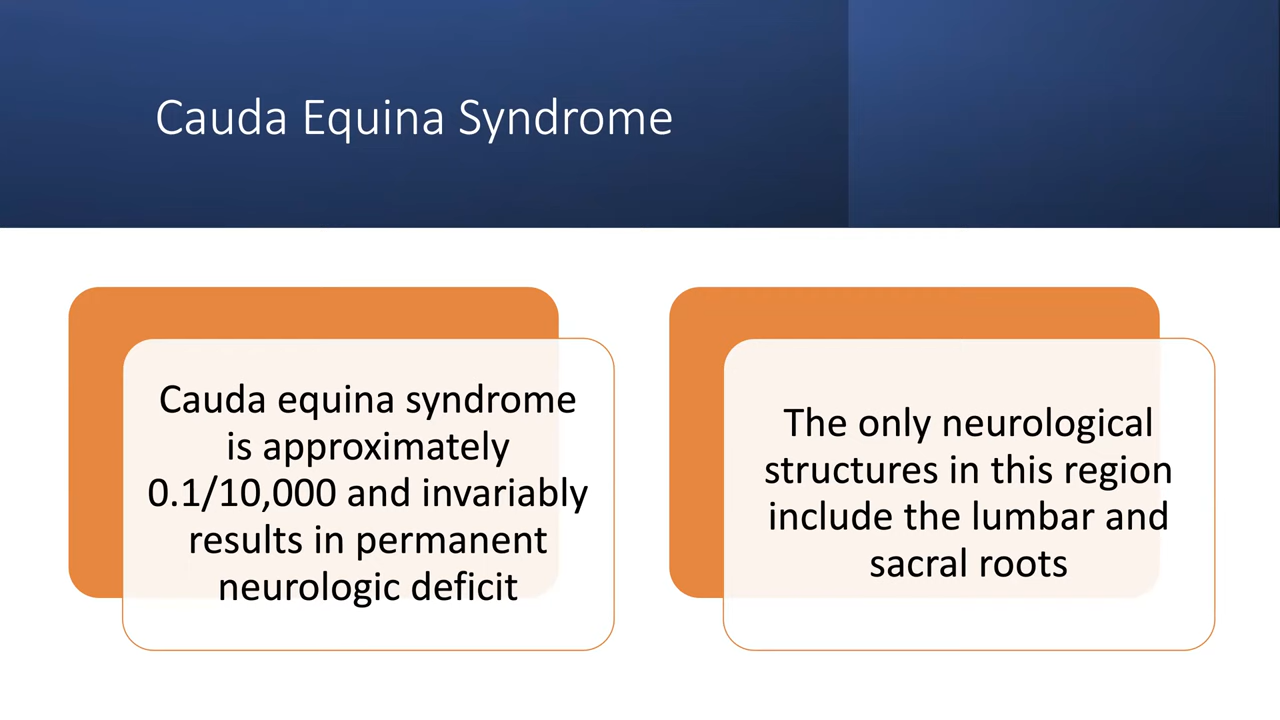 Cauda Equina Syndrome
Cauda equina syndrome
is approximately
0.1/10,000 and invariably
results in permanent
neurologic deficit
The only neurological
structures in this region
include the lumbar and
sacral roots